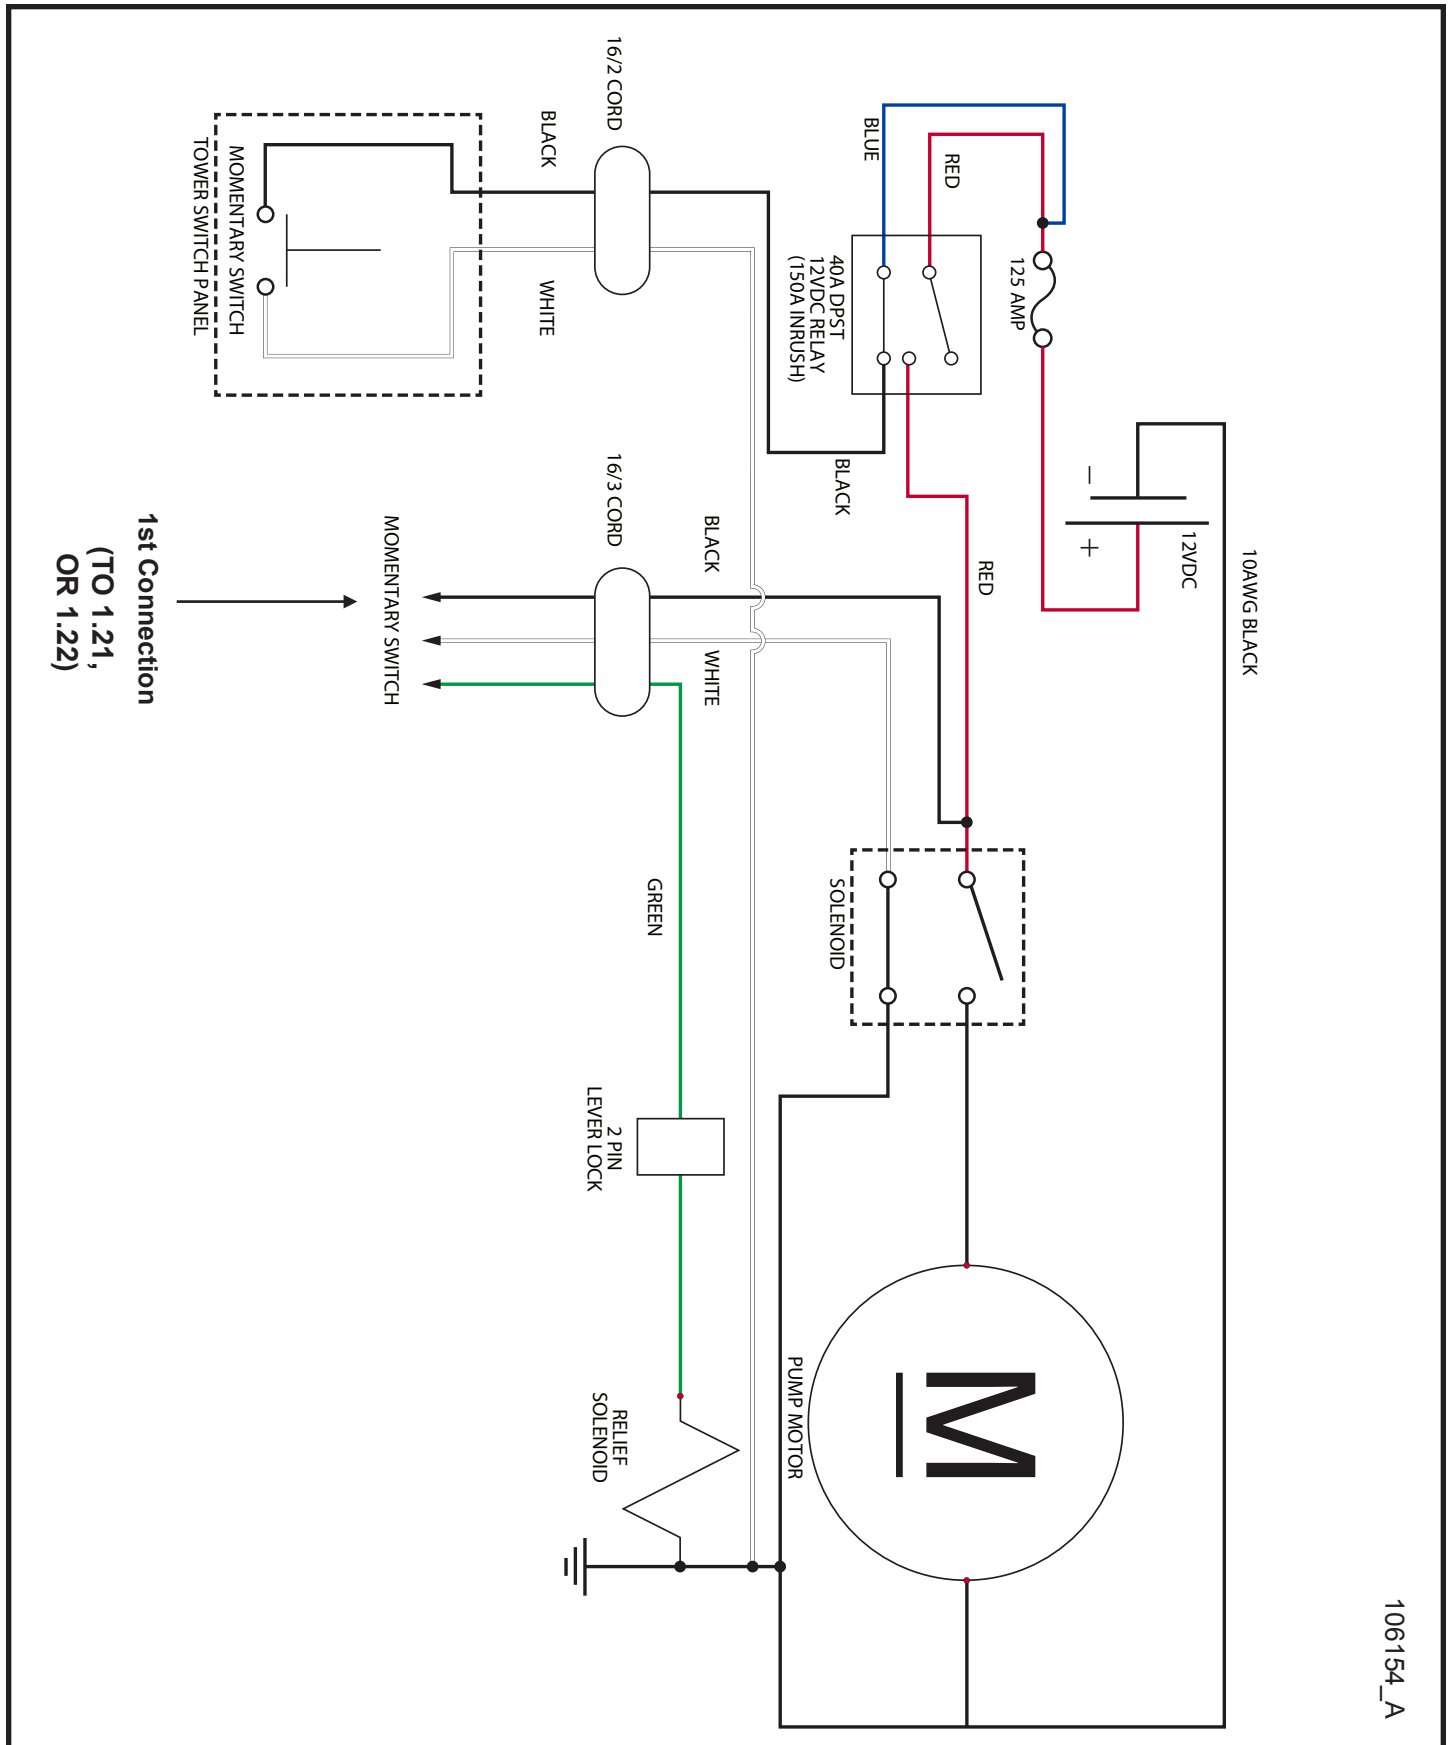 106154_A
10AWG BLACK
12VDC
−
+
125 AMP
RED
BLUE
40A DPST
12VDC RELAY
(150A INRUSH)
RED
BLACK
16/2 CORD
BLACK
WHITE
MOMENTARY SWITCH
TOWER SWITCH PANEL
16/3 CORD
BLACK
WHITE
MOMENTARY SWITCH
1st Connection
(TO 1.21,
OR 1.22)
SOLENOID
GREEN
2 PIN
LEVER LOCK
M
PUMP MOTOR
RELIEF
SOLENOID